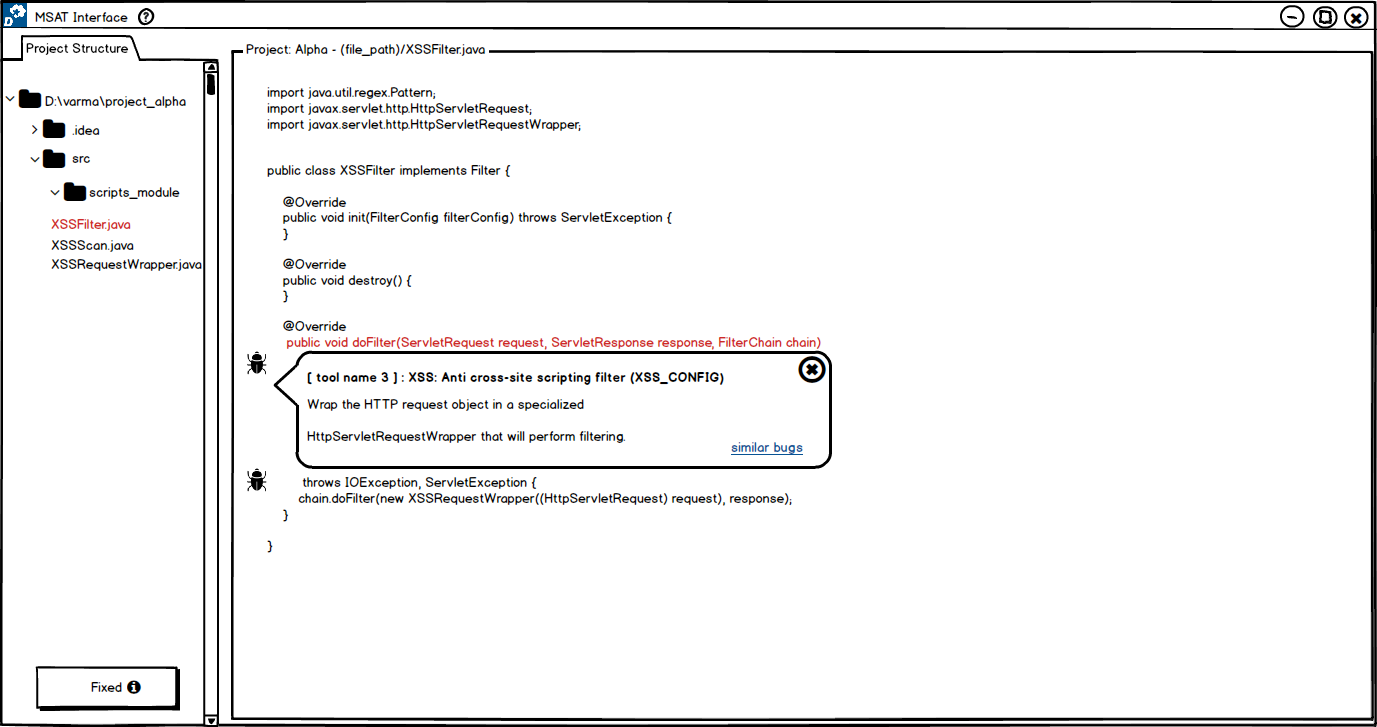 MSAT Interface ?
Project Structure
D:\varma\project_alpha
.idea
src
scripts_module
XSSFilter.java
XSSScan.java
XSSRequestWrapper.java
Fixed
Project: Alpha - (file_path)/XSSFilter.java
import java.util.regex.Pattern;
import javax.servlet.http.HttpServletRequest;
import javax.servlet.http.HttpServletRequestWrapper;
public class XSSFilter implements Filter {
@Override
public void init(FilterConfig filterConfig) throws ServletException {
}
@Override
public void destroy() {
}
@Override
public void doFilter(ServletRequest request, ServletResponse response, FilterChain chain)
[ tool name 3 ] : XSS: Anti cross-site scripting filter (XSS_CONFIG)
Wrap the HTTP request object in a specialized
HttpServletRequestWrapper that will perform filtering.
similar bugs
throws IOException, ServletException {
chain.doFilter(new XSSRequestWrapper((HttpServletRequest) request), response);
}
}